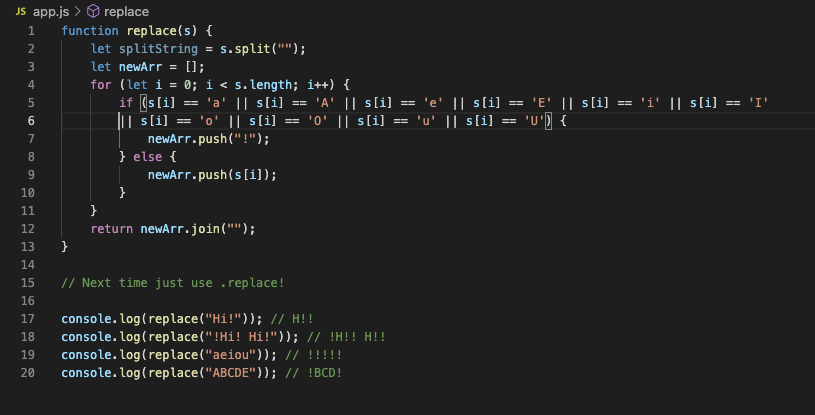 JS app.js > replace
1 function replace(s) {
2 let splitString = s.split("");
3 let newArr = [];
4 for (let i = 0; i < s.length; i++) {
5 if (s[i] == 'a' || s[i] == 'A' || s[i] == 'e' || s[i] == 'E' || s[i] == 'i' || s[i] == 'I'
6 || s[i] == 'o' || s[i] == 'O' || s[i] == 'u' || s[i] == 'U') {
7 newArr.push("!");
8 } else {
9 newArr.push(s[i]);
10 }
11 }
12 return newArr.join("");
13 }
14
15 // Next time just use .replace!
16
17 console.log(replace("Hi!")); // H!!
18 console.log(replace("!Hi! Hi!")); // !H!! H!!
19 console.log(replace("aeiou")); // !!!!!
20 console.log(replace("ABCDE")); // !BCD!